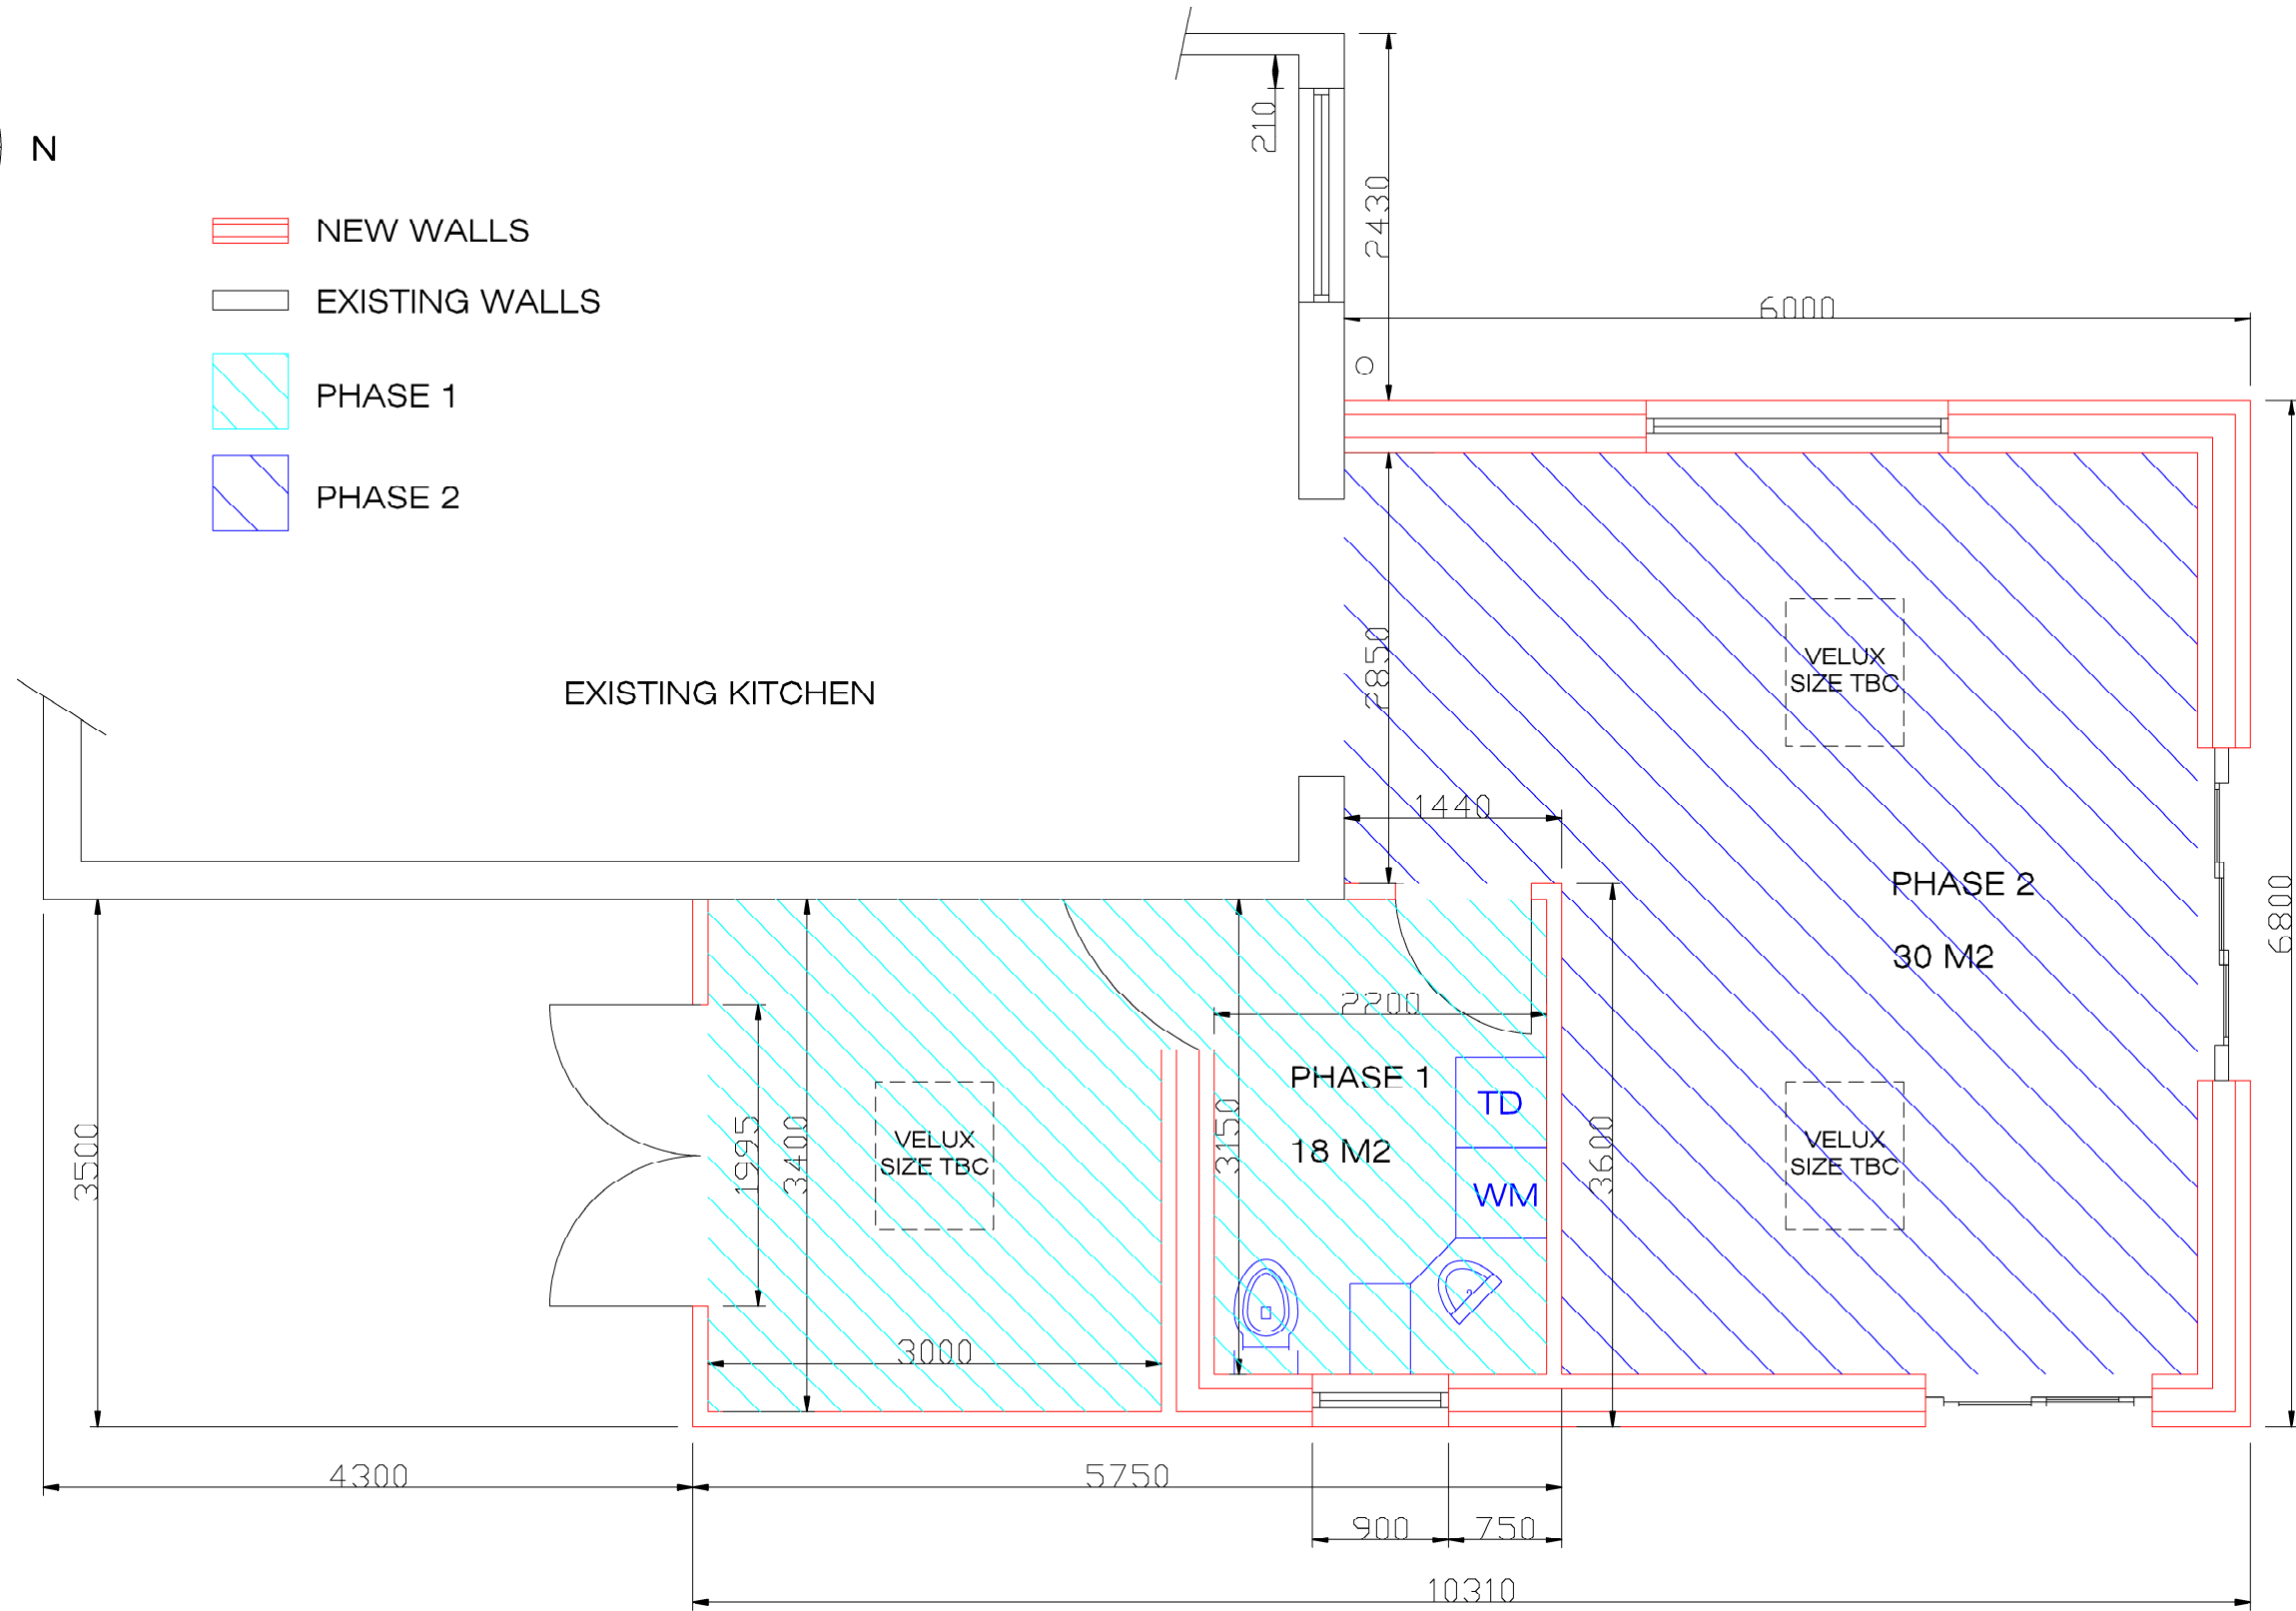 210
2430
N
NEW WALLS
6000
EXISTING WALLS
PHASE 1
PHASE 2
2850
VELUX
SIZE TBC
EXISTING KITCHEN
1440
PHASE 2
30 M2
6800
2200
PHASE 1
18 M2
TD
WM
3500
1995
3400
VELUX
SIZE TBC
3150
3600
VELUX
SIZE TBC
3000
4300
5750
900
750
10310